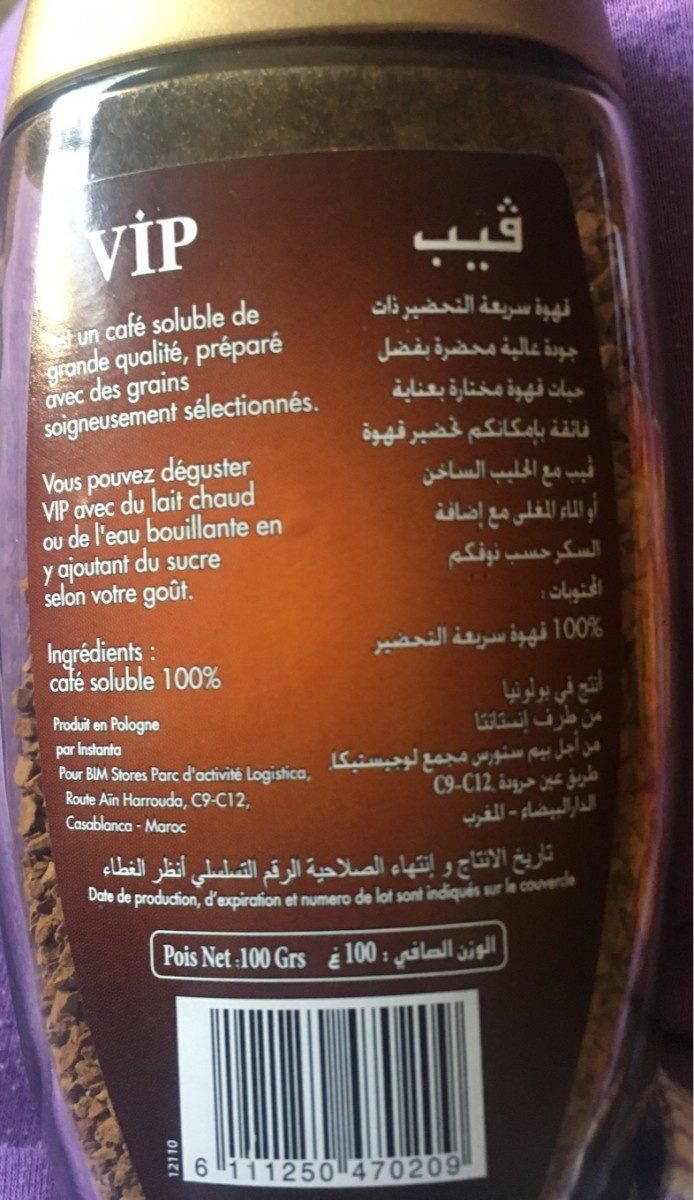 VİP
est un café soluble de
grande qualité, préparé
avec des grains
soigneusement sélectionnés.
Vous pouvez déguster
VIP avec du lait chaud
ou de l'eau bouillante en
y ajoutant du sucre
selon votre goût.
Ingrédients :
café soluble 100%
Produit en Pologne
par Instanta
Pour BIM Stores Parc d'activité Logistica,
Route Aïn Harrouda, C9-C12,
Casablanca - Maroc
ڤيب
قهوة سريعة التحضير ذات
جودة عالية محضرة بفضل
حبات قهوة مختارة بعناية
فائقة بإمكانكم تحضير قهوة
ڤيب مع الحليب الساخن
أو الماء المغلى مع إضافة
السكر حسب ذوقكم
المحتويات :
100% قهوة سريعة التحضير
أنتج في بولونيا
من طرف إنستانتا
من أجل بيم ستورس مجمع لوجيستيكا.
طريق عين حرودة C9-C12
الدارالبيضاء - المغرب
تاريخ الانتاج و إنتهاء الصلاحية الرقم التسلسلي أنظر الغطاء
Date de production, d'expiration et numero de lot sont indiqués sur le couvercle
Pois Net :100 Grs الوزن الصافي : 100 غ
12110
6 111250 470209